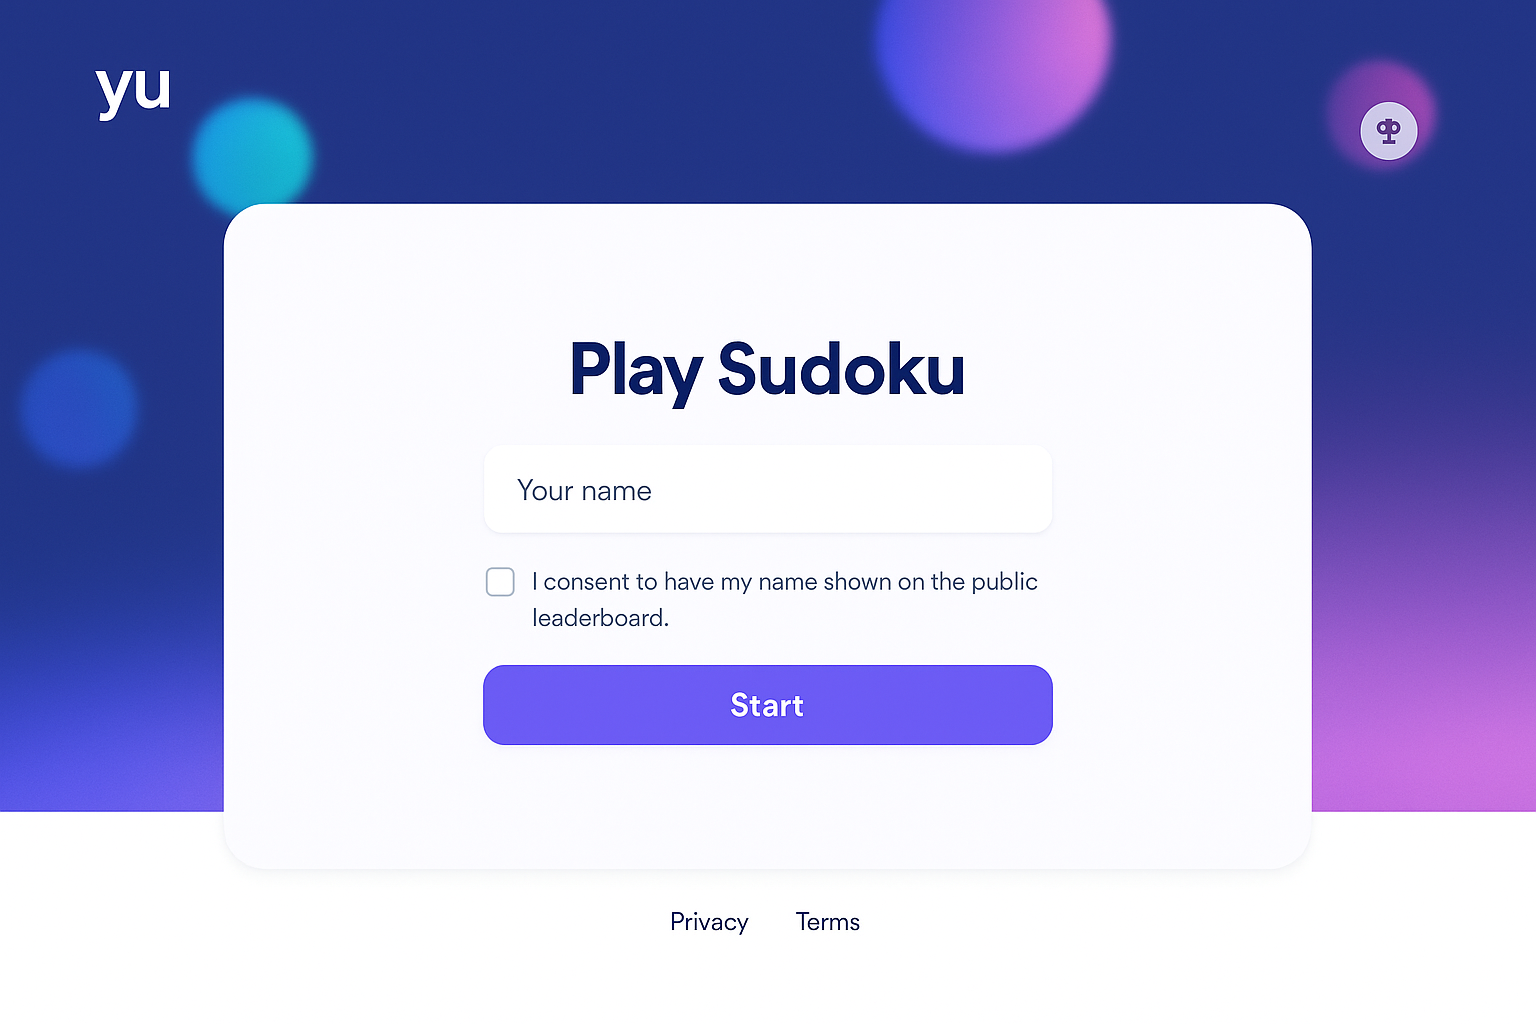 yu
Play Sudoku
Your name
I consent to have my name shown on the public
leaderboard.
Start
Privacy Terms